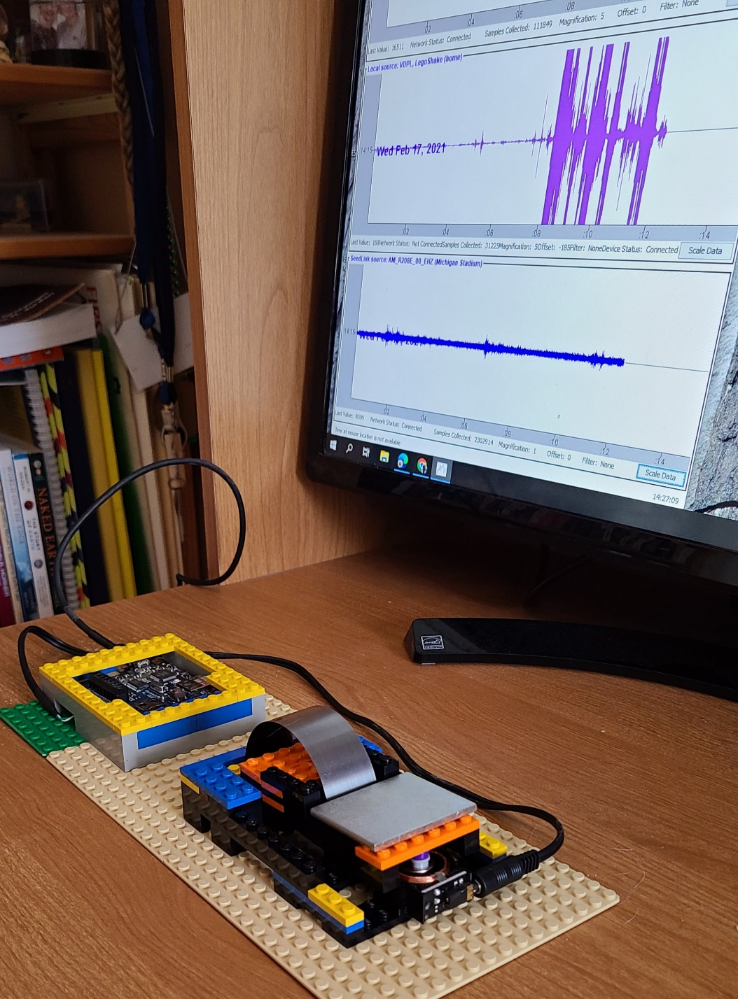 :02 :04 :06 :08
Last Value: 16511 Network Status: Connected Samples Collected: 111849 Magnification: 5 Offset: 0 Filter: None
Local source: VDPL, LegoShake (home)
14:15
Wed Feb 17, 2021
:02 :04 :06 :08 :10 :12 :14
Last Value: 168Network Status: Not ConnectedSamples Collected: 31225Magnification: 5Offset: -185Filter: NoneDevice Status: Connected Scale Data
SeedLink source: AM_R208E_00_EHZ (Michigan Stadium)
14:15
:02 :04 :06 :08 :10 :12 :14
Last Value: 8599 Network Status: Connected Samples Collected: 2302914 Magnification: 1 Offset: 0 Filter: None Scale Data
Time at mouse location is not available
14:27:09
NAKED EAR